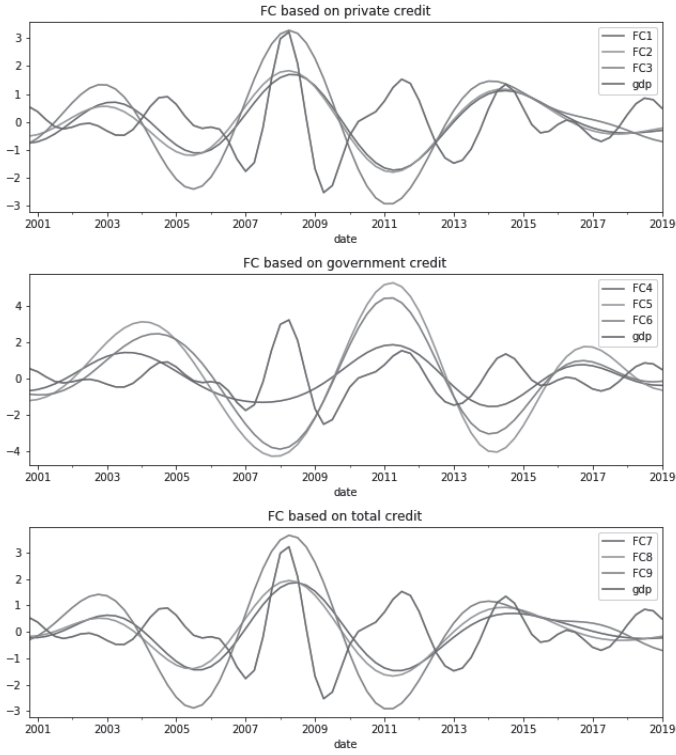 FC based on private credit
3
2
1
0
−1
−2
−3
FC1
FC2
FC3
gdp
2001 2003 2005 2007 2009 2011 2013 2015 2017 2019
date
FC based on government credit
4
2
0
−2
−4
FC4
FC5
FC6
gdp
2001 2003 2005 2007 2009 2011 2013 2015 2017 2019
date
FC based on total credit
3
2
1
0
−1
−2
−3
FC7
FC8
FC9
gdp
2001 2003 2005 2007 2009 2011 2013 2015 2017 2019
date